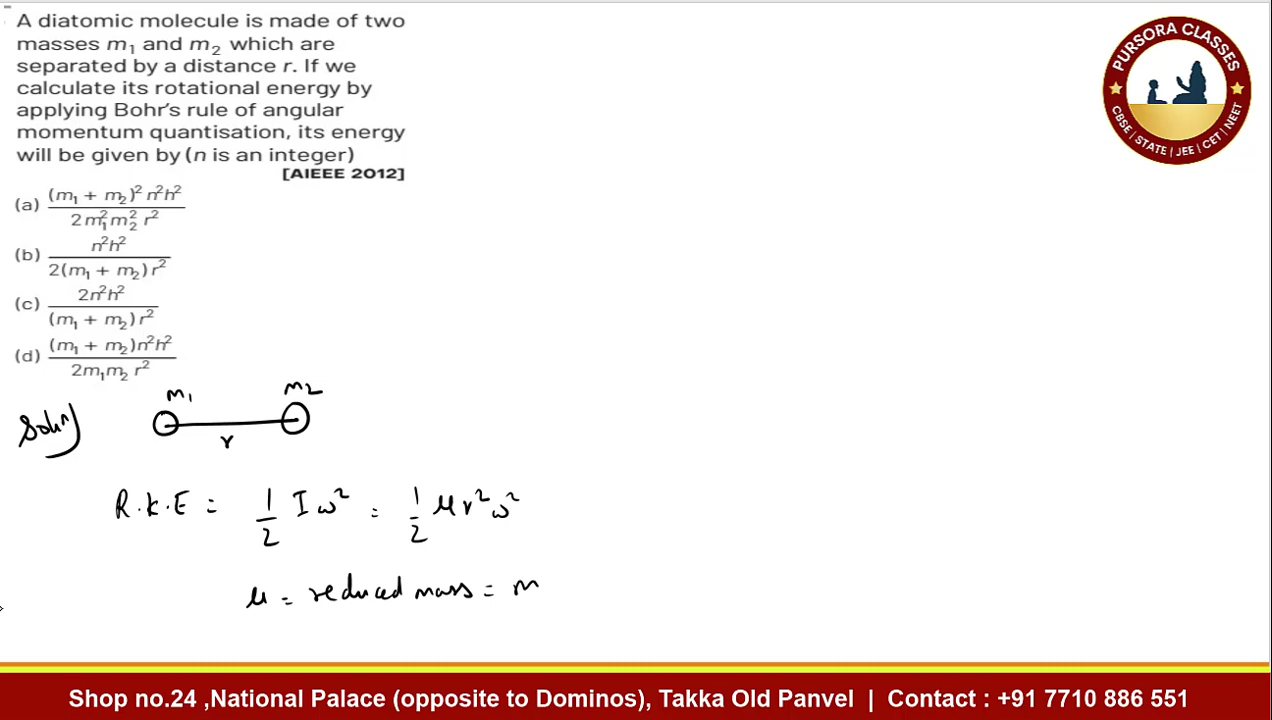 A diatomic molecule is made of two
masses m₁ and m₂ which are
separated by a distance r. If we
calculate its rotational energy by
applying Bohr's rule of angular
momentum quantisation, its energy
will be given by (n is an integer)
[AIEEE 2012]
(a) (m₁ + m₂)² n²h² / 2m₁²m₂² r²
(b) n²h² / 2(m₁ + m₂)r²
(c) 2n²h² / (m₁ + m₂)r²
(d) (m₁ + m₂)n²h² / 2m₁m₂ r²
Solⁿ)
m₁ m₂
r
R.K.E = 1/2 Iω² = 1/2 μr²ω²
μ = reduced mass = m
PURSORA CLASSES
CBSE | STATE | JEE | CET | NEET
Shop no.24 ,National Palace (opposite to Dominos), Takka Old Panvel | Contact : +91 7710 886 551